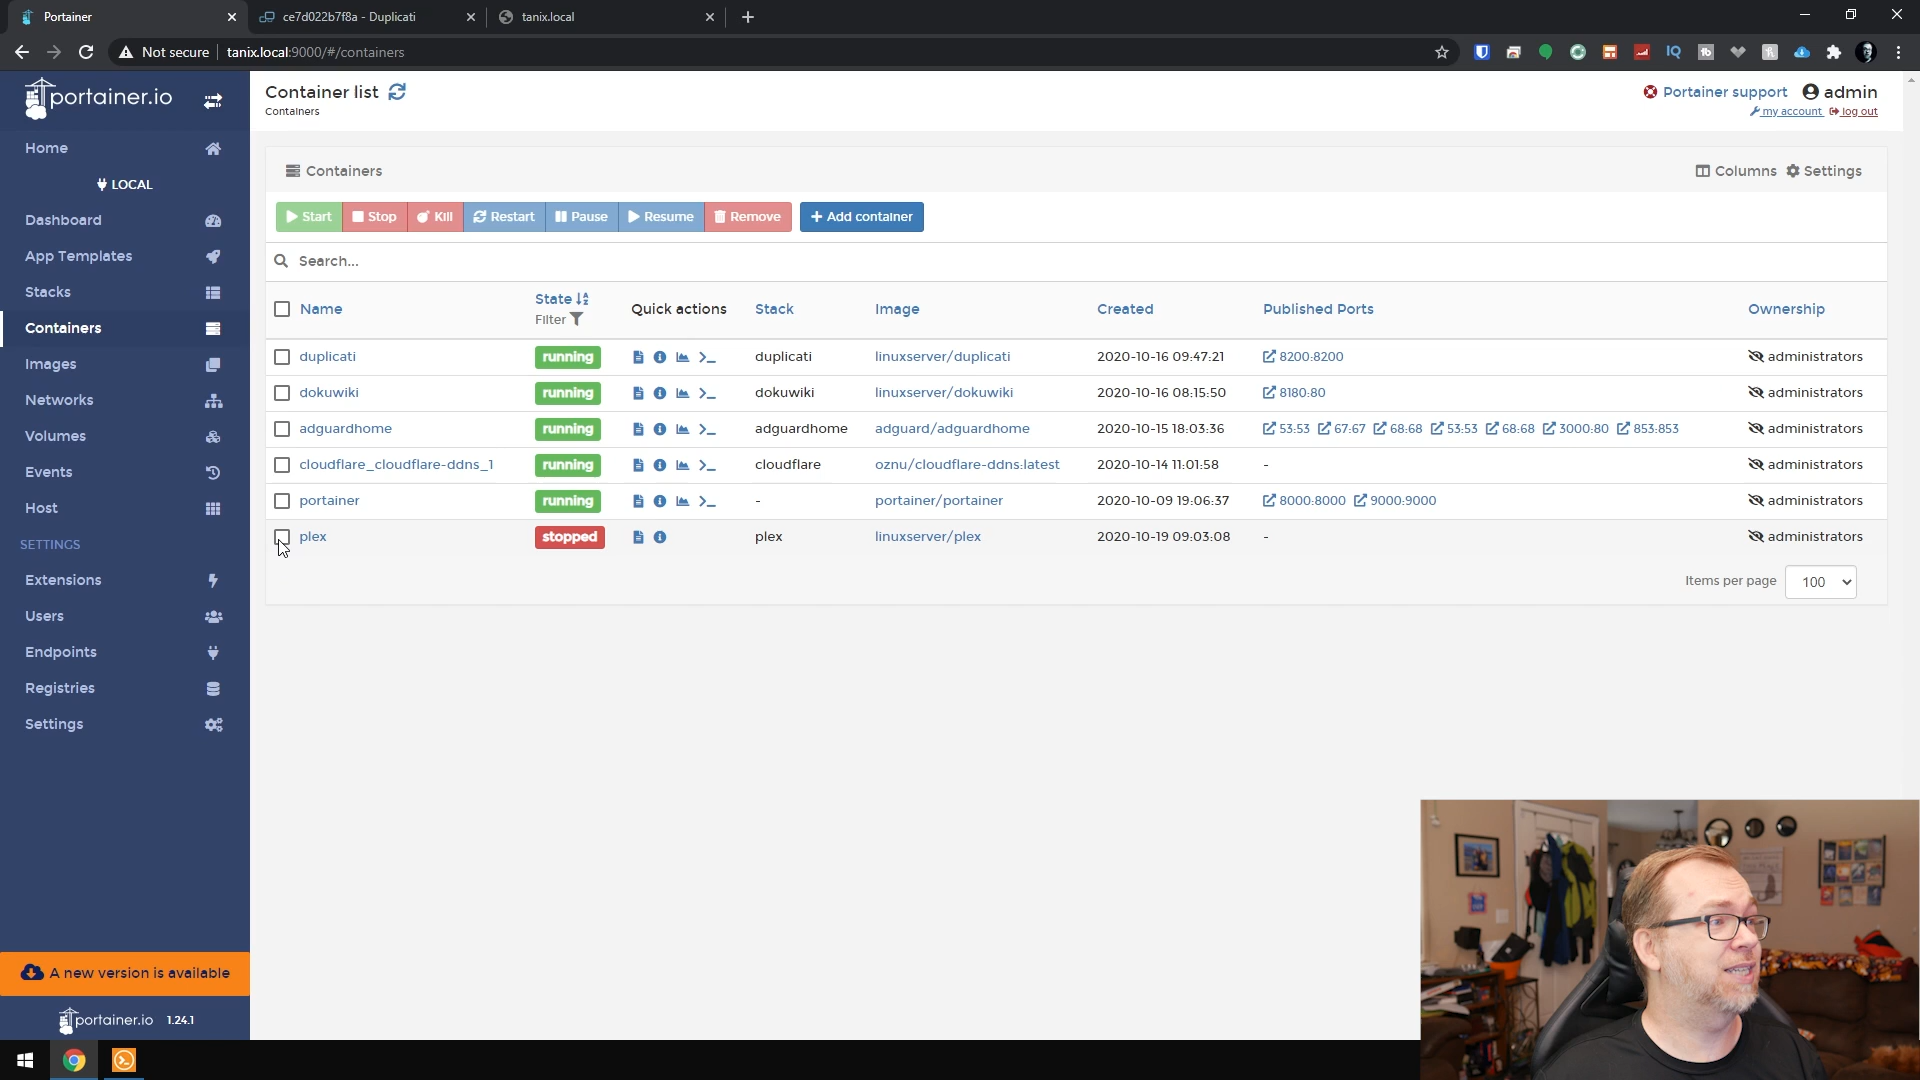 Portainer
ce7d022b7f8a - Duplicati
tanix.local
Not secure
tanix.local:9000/#/containers
portainer.io
Home
LOCAL
Dashboard
App Templates
Stacks
Containers
Images
Networks
Volumes
Events
Host
SETTINGS
Extensions
Users
Endpoints
Registries
Settings
A new version is available
portainer.io 1.24.1
Container list
Containers
Portainer support
admin
my account
log out
Containers
Columns
Settings
Start
Stop
Kill
Restart
Pause
Resume
Remove
Add container
Search...
Name
State
Filter
Quick actions
Stack
Image
Created
Published Ports
Ownership
duplicati running duplicati linuxserver/duplicati 2020-10-16 09:47:21 8200:8200 administrators
dokuwiki running dokuwiki linuxserver/dokuwiki 2020-10-16 08:15:50 8180:80 administrators
adguardhome running adguardhome adguard/adguardhome 2020-10-15 18:03:36 53:53 67:67 68:68 53:53 68:68 3000:80 853:853 administrators
cloudflare_cloudflare-ddns_1 running cloudflare oznu/cloudflare-ddns:latest 2020-10-14 11:01:58 - administrators
portainer running - portainer/portainer 2020-10-09 19:06:37 8000:8000 9000:9000 administrators
plex stopped plex linuxserver/plex 2020-10-19 09:03:08 - administrators
Items per page 100